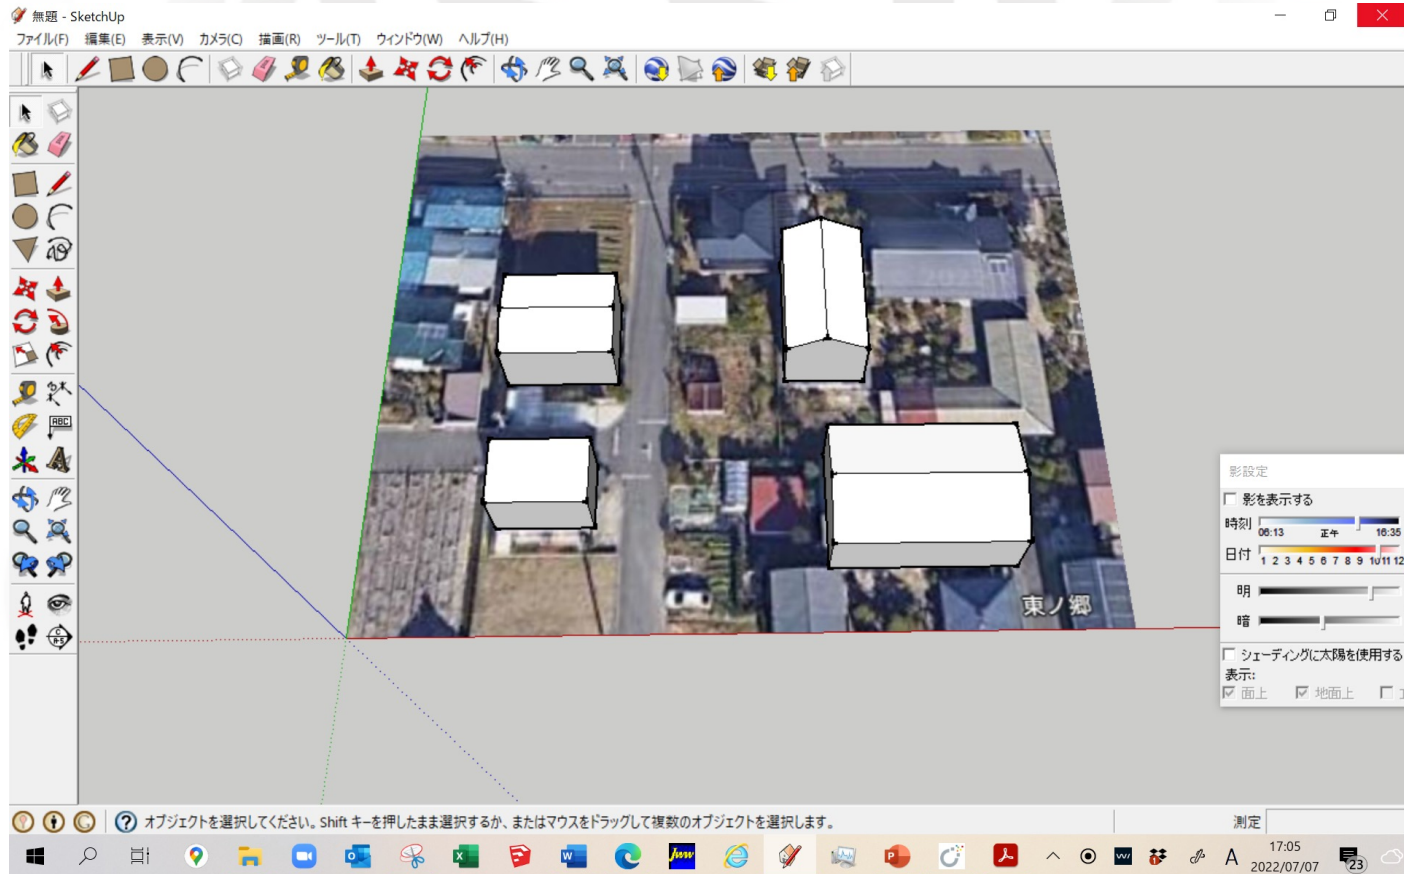 無題 - SketchUp
ファイル(F) 編集(E) 表示(V) カメラ(C) 描画(R) ツール(T) ウィンドウ(W) ヘルプ(H)
ABC
A
東ノ郷
影設定
影を表示する
時刻 06:13 正午 16:35
日付 1 2 3 4 5 6 7 8 9 10 11 12
明
暗
シェーディングに太陽を使用する
表示:
面上 地面上
オブジェクトを選択してください。Shift キーを押したまま選択するか、またはマウスをドラッグして複数のオブジェクトを選択します。
測定
Jww
A
17:05
2022/07/07
23